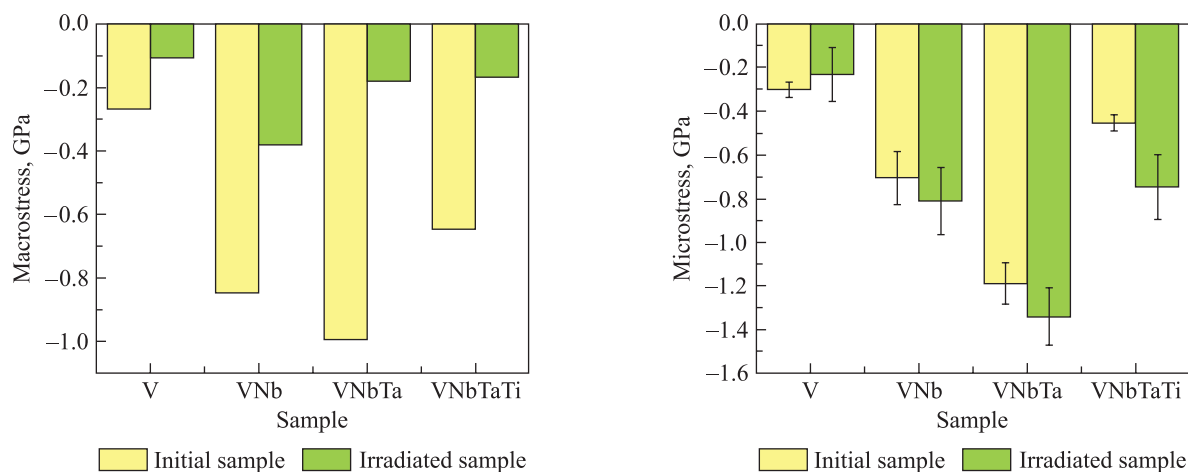 Macrostress, GPa
0.0
−0.2
−0.4
−0.6
−0.8
−1.0
V VNb VNbTa VNbTaTi
Sample
Initial sample Irradiated sample
Microstress, GPa
0.0
−0.2
−0.4
−0.6
−0.8
−1.0
−1.2
−1.4
−1.6
V VNb VNbTa VNbTaTi
Sample
Initial sample Irradiated sample